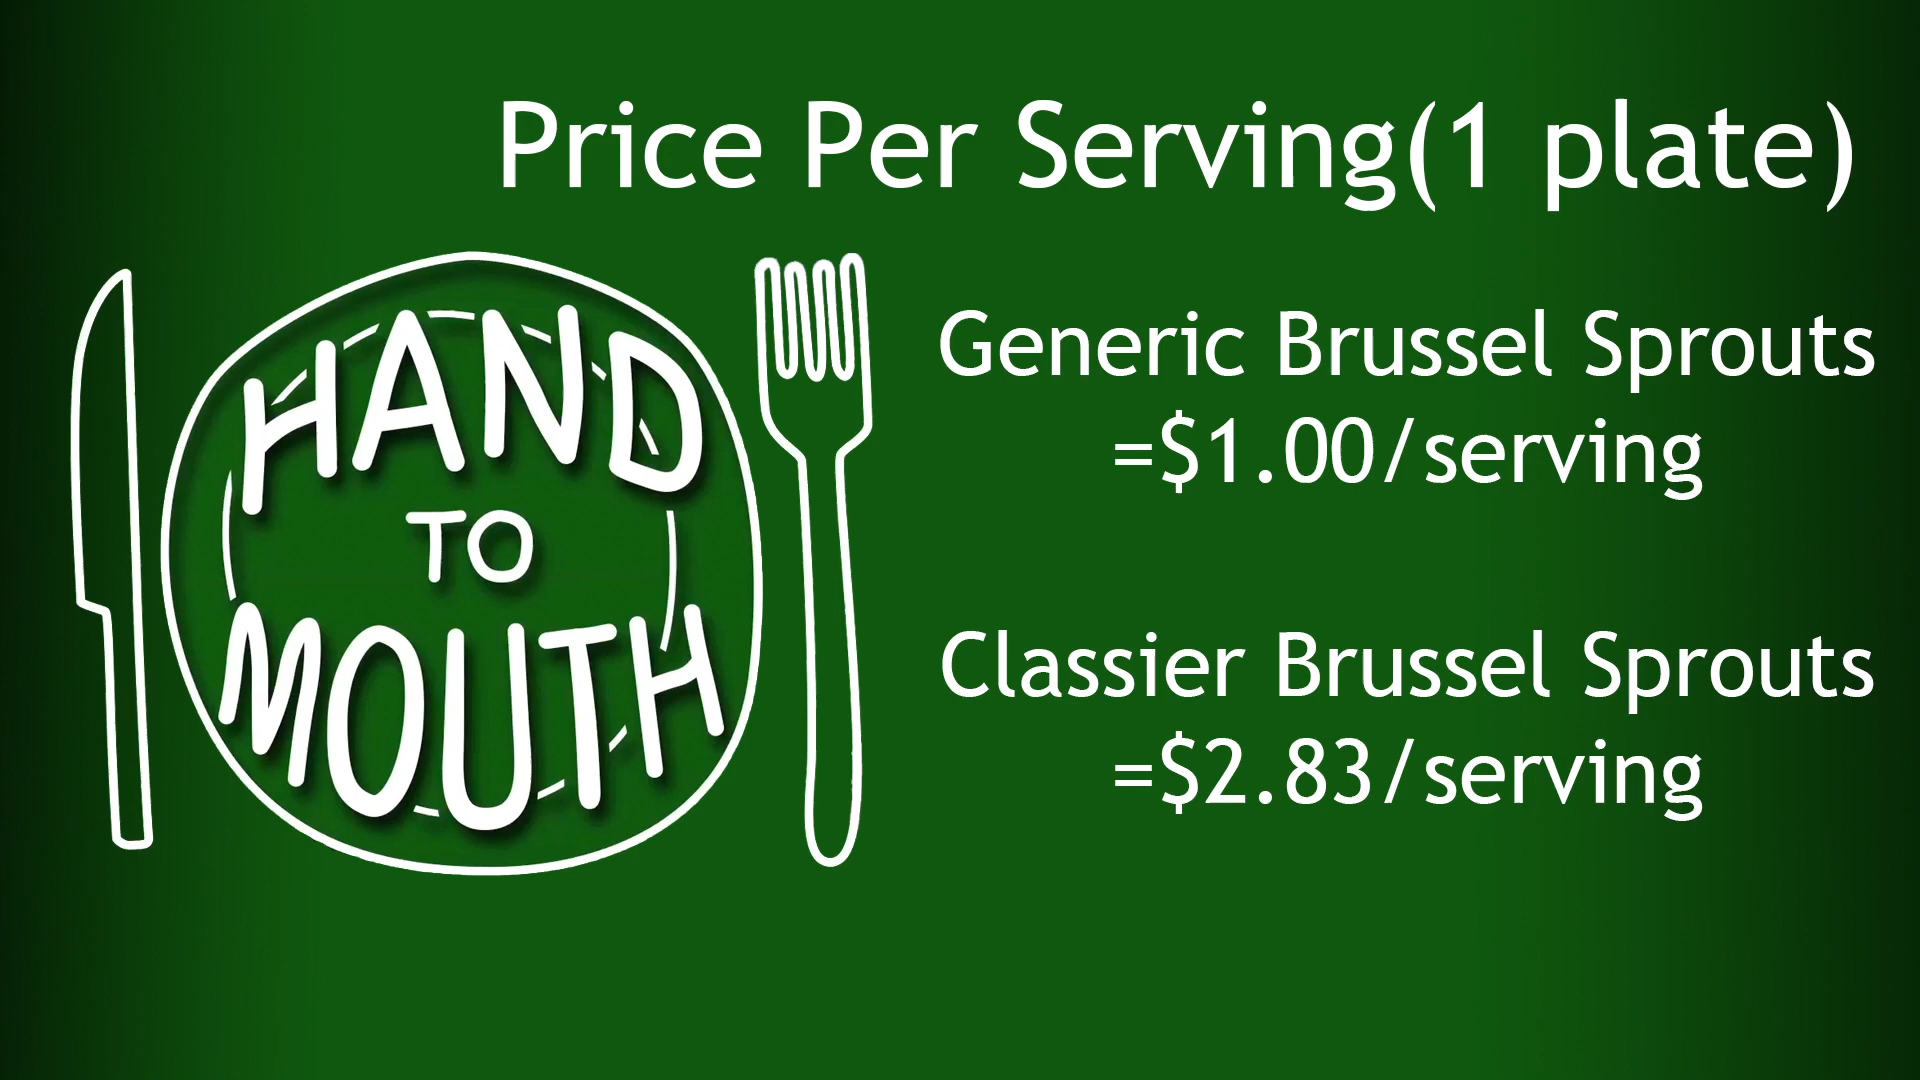 Price Per Serving(1 plate)
HAND
TO
MOUTH
Generic Brussel Sprouts
=$1.00/serving
Classier Brussel Sprouts
=$2.83/serving